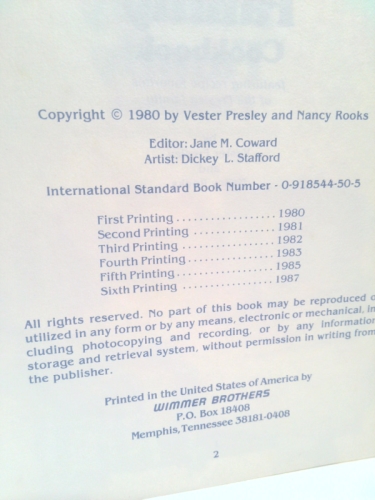 Copyright © 1980 by Vester Presley and Nancy Rooks
Editor: Jane M. Coward
Artist: Dickey L. Stafford
International Standard Book Number - 0-918544-50-5
First Printing . . . . . . . . . . . . . . . . . 1980
Second Printing . . . . . . . . . . . . . . 1981
Third Printing . . . . . . . . . . . . . . . . 1982
Fourth Printing . . . . . . . . . . . . . . . 1983
Fifth Printing . . . . . . . . . . . . . . . . . 1985
Sixth Printing . . . . . . . . . . . . . . . . 1987
All rights reserved. No part of this book may be reproduced o
utilized in any form or by any means, electronic or mechanical, in
cluding photocopying and recording, or by any information
storage and retrieval system, without permission in writing from
the publisher.
Printed in the United States of America by
WIMMER BROTHERS
P.O. Box 18408
Memphis, Tennessee 38181-0408
2